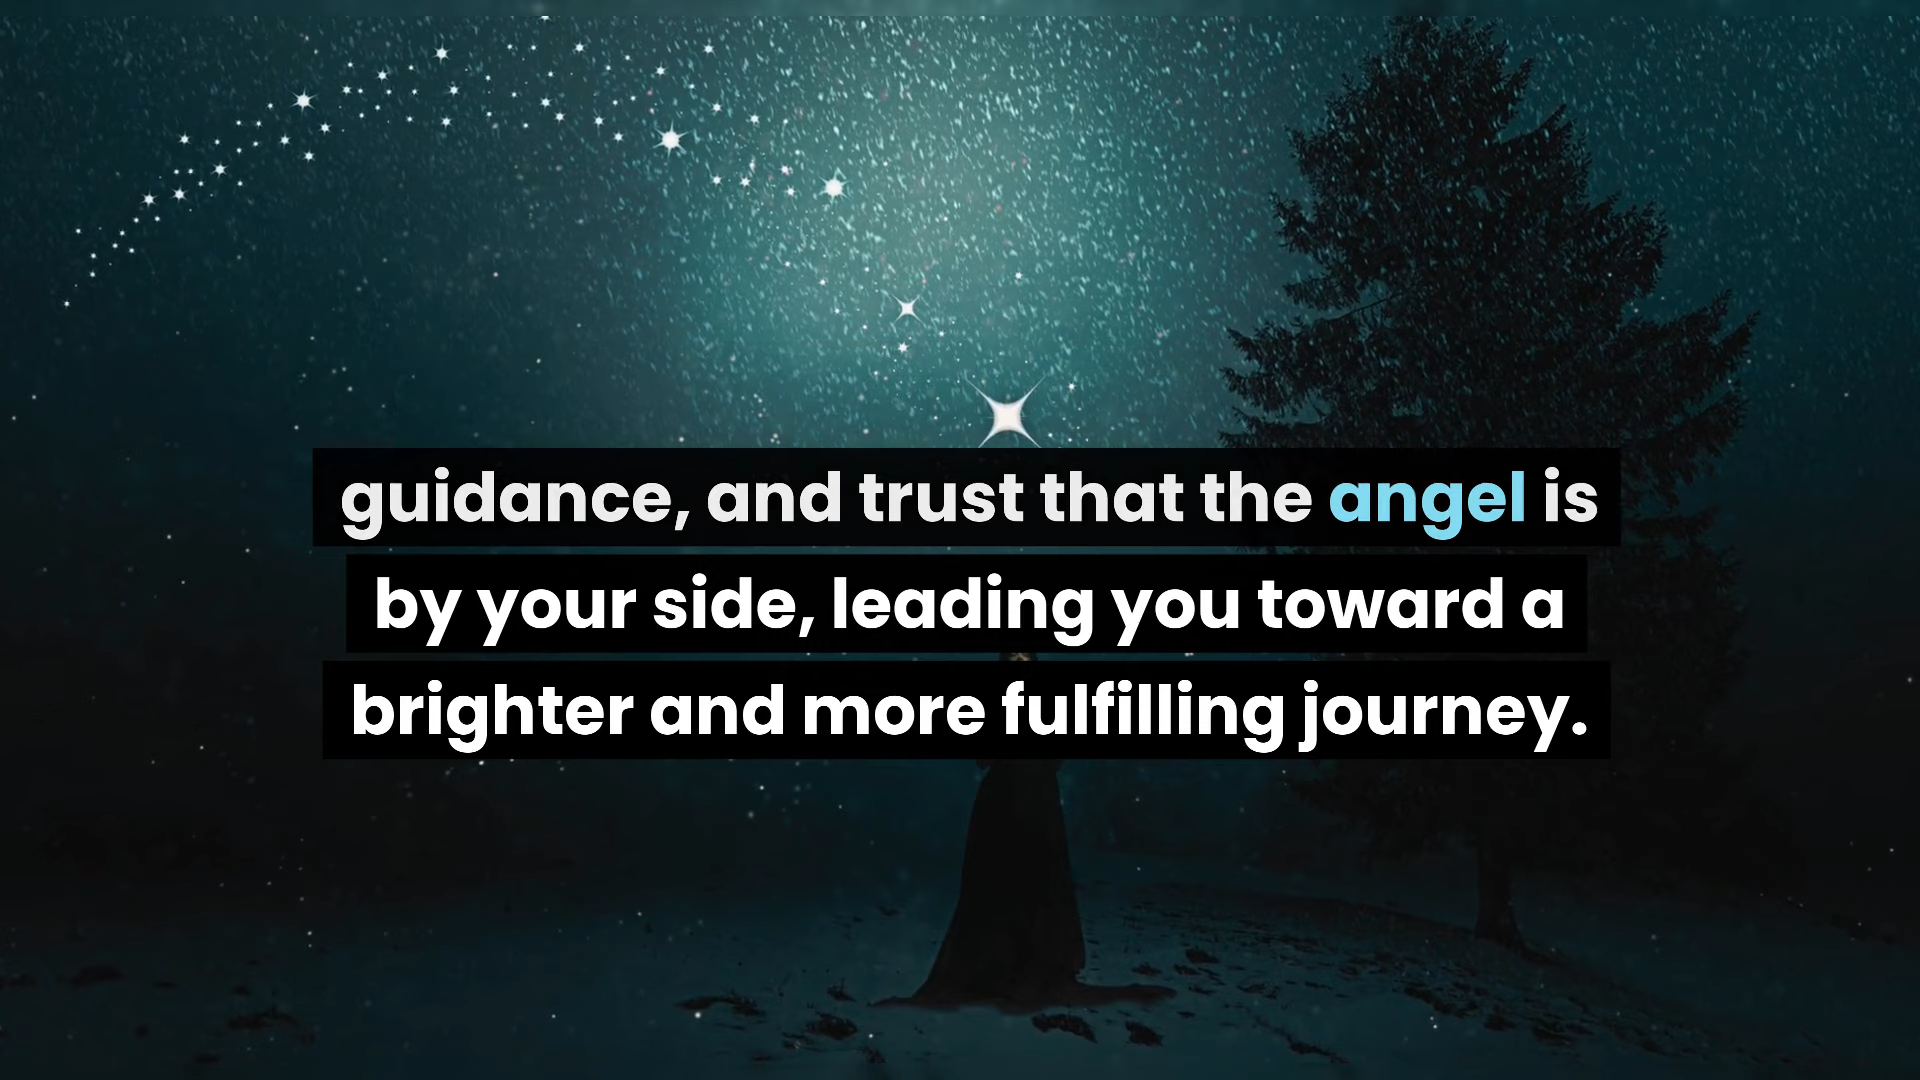 guidance, and trust that the angel is
by your side, leading you toward a
brighter and more fulfilling journey.